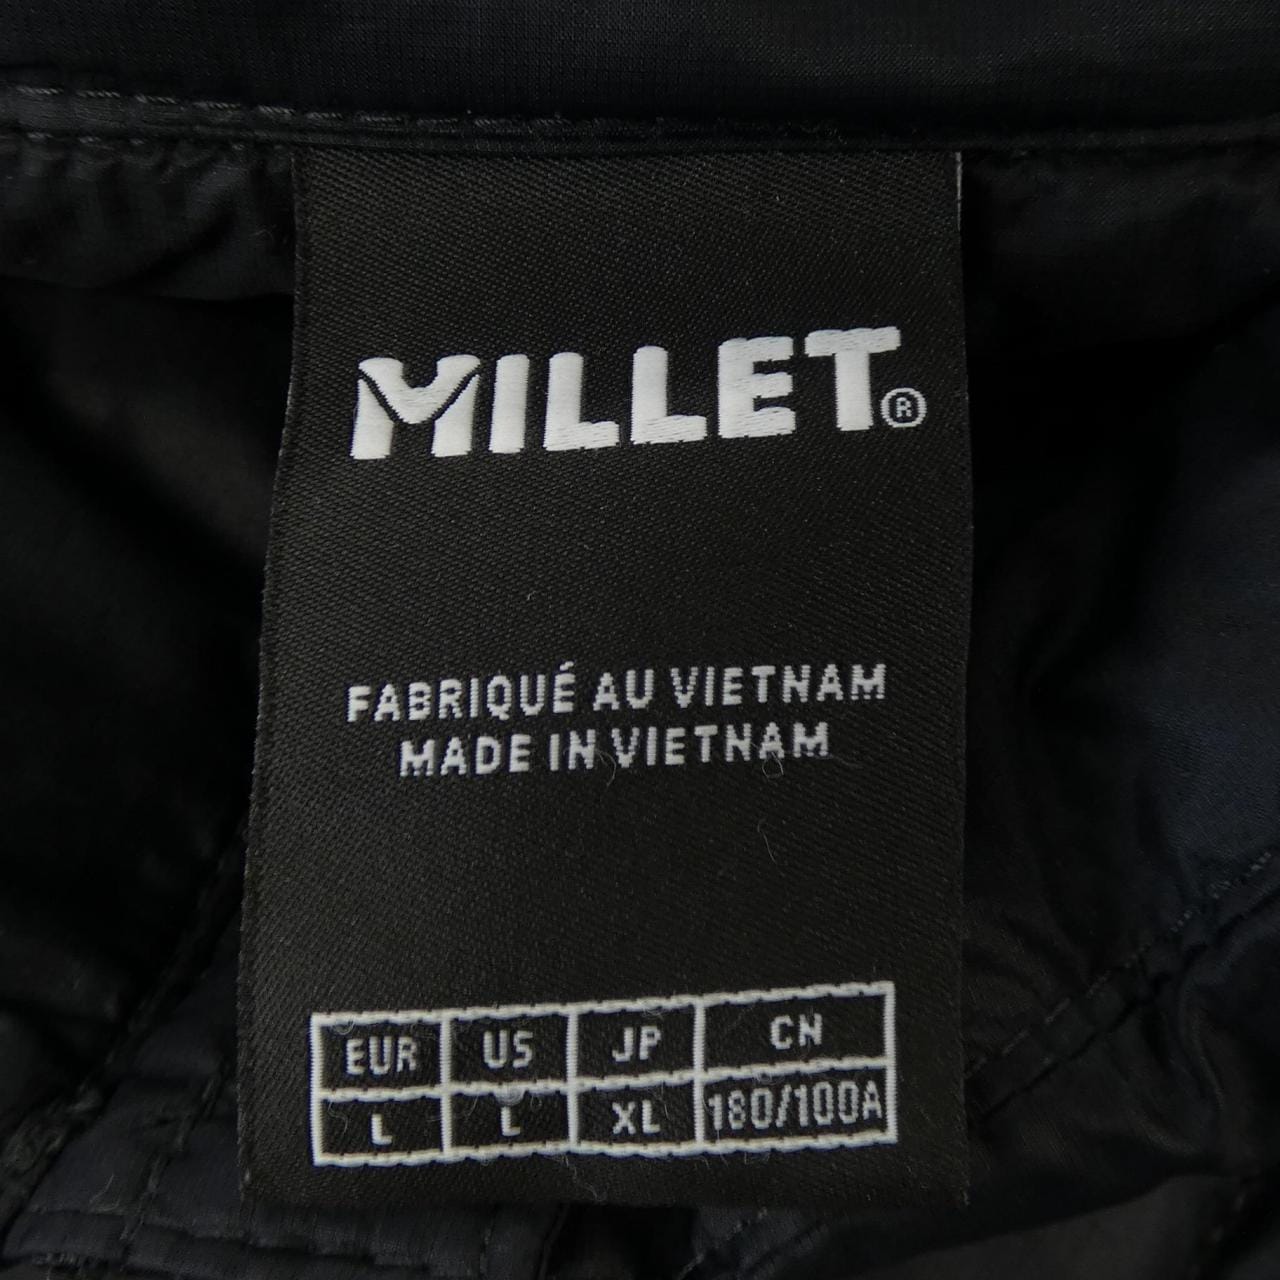 MILLET®
FABRIQUÉ AU VIETNAM
MADE IN VIETNAM
EUR US JP CN
L L XL 180/100A